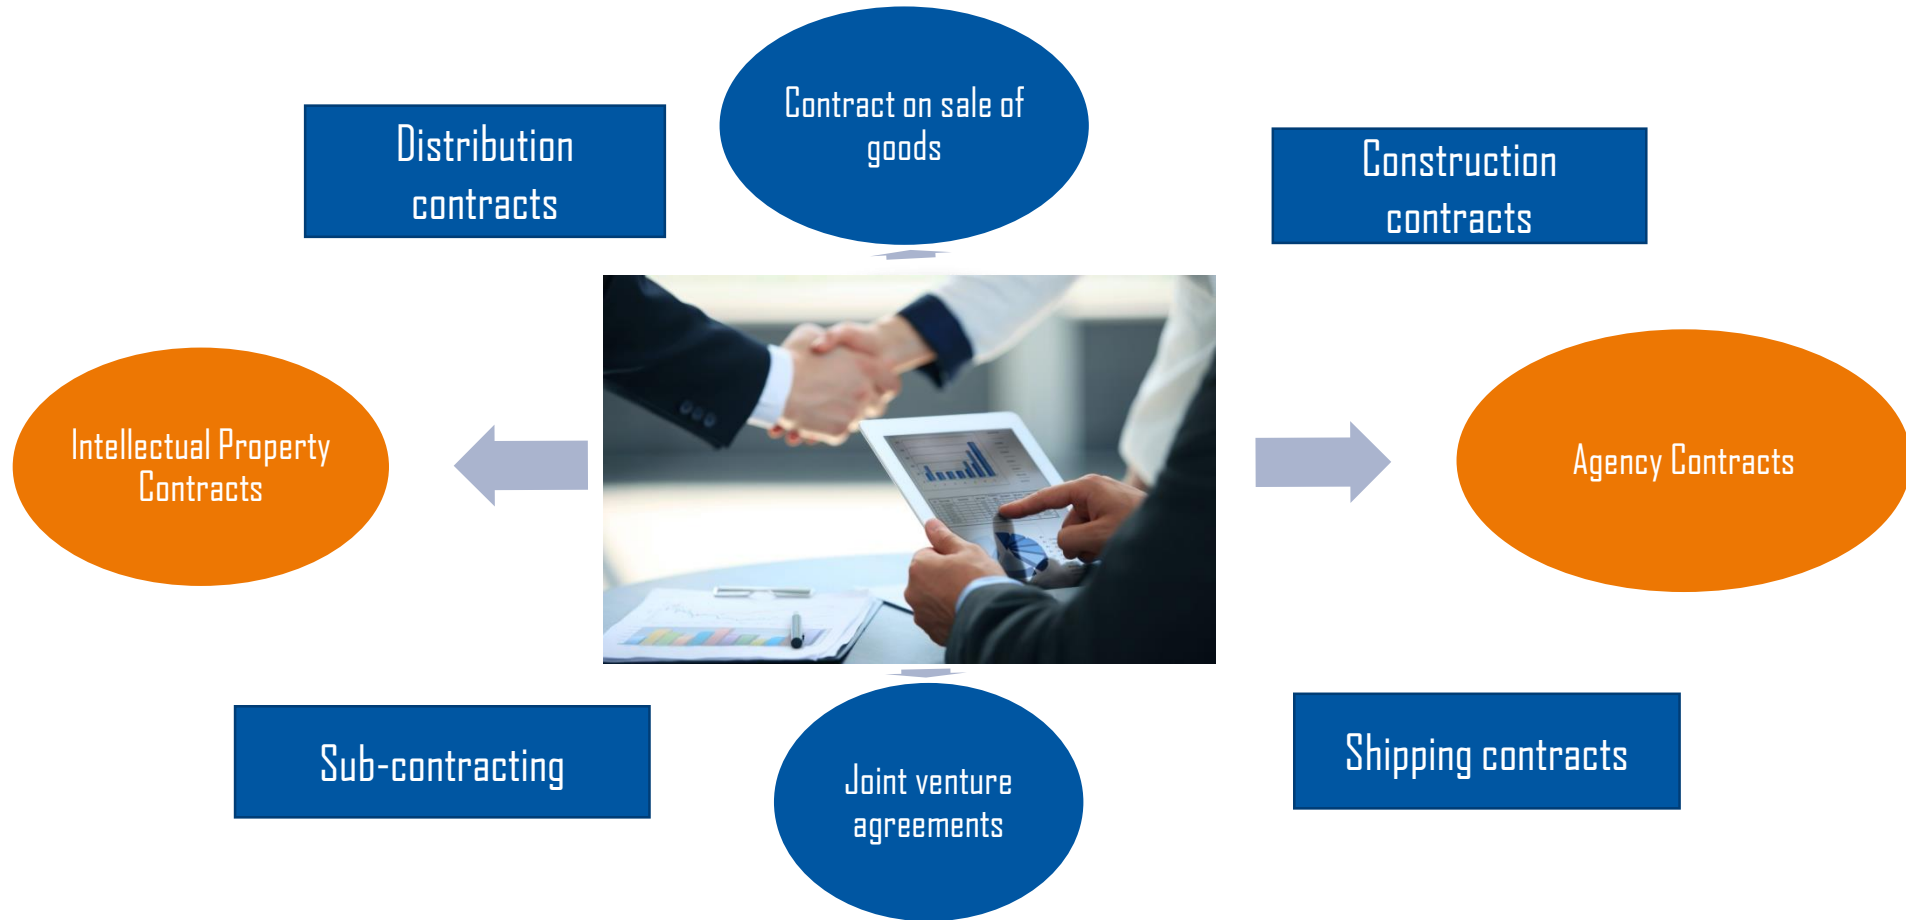 Contract on sale of
goods
Distribution
contracts
Construction
contracts
Intellectual Property
Contracts
Agency Contracts
Sub-contracting
Shipping contracts
Joint venture
agreements